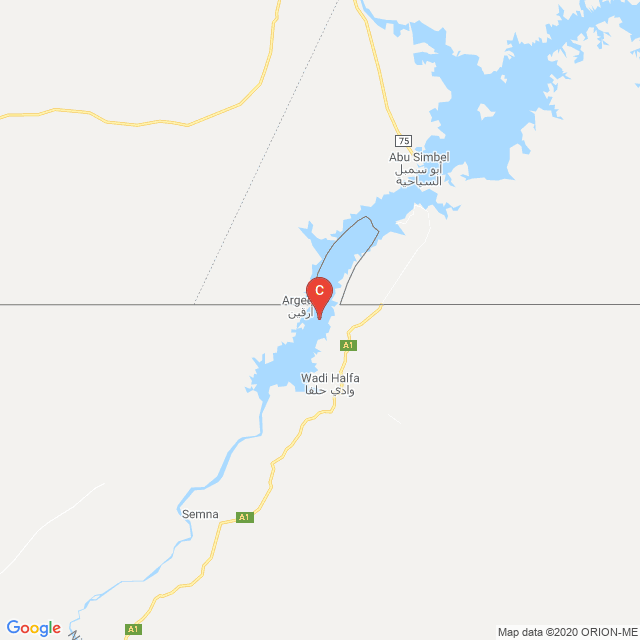 75
Abu Simbel
أبو سمبل
السياحية
C
أرقين
A1
Wadi Halfa
وادي حلفا
Semna
A1
A1
Google
Map data ©2020 ORION-ME